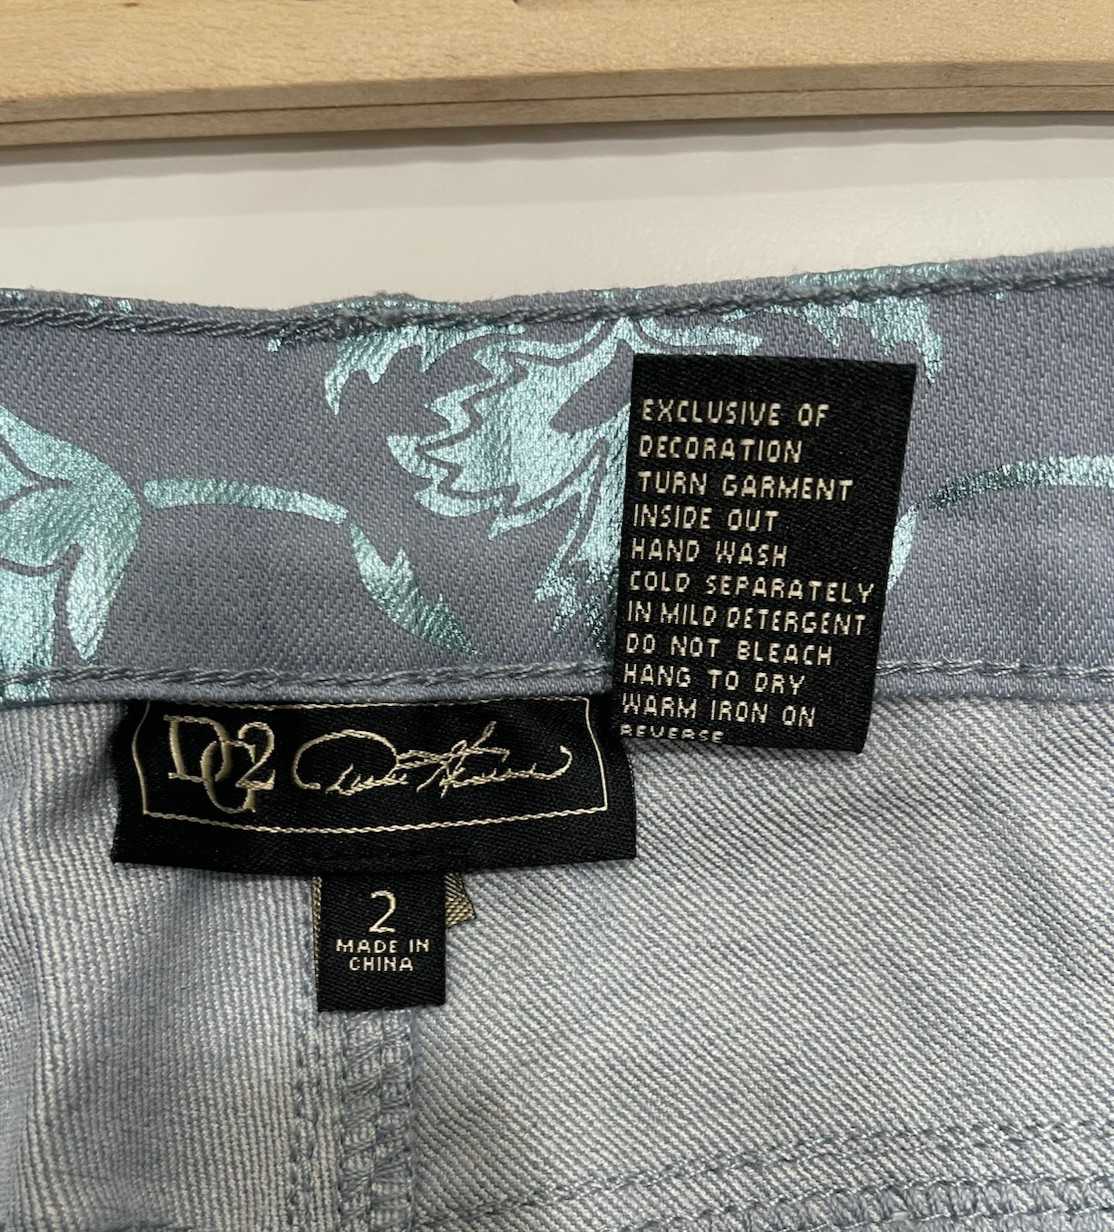 EXCLUSIVE OF
DECORATION
TURN GARMENT
INSIDE OUT
HAND WASH
COLD SEPARATELY
IN MILD DETERGENT
DO NOT BLEACH
HANG TO DRY
WARM IRON ON
REVERSE
DG2
2
MADE IN
CHINA